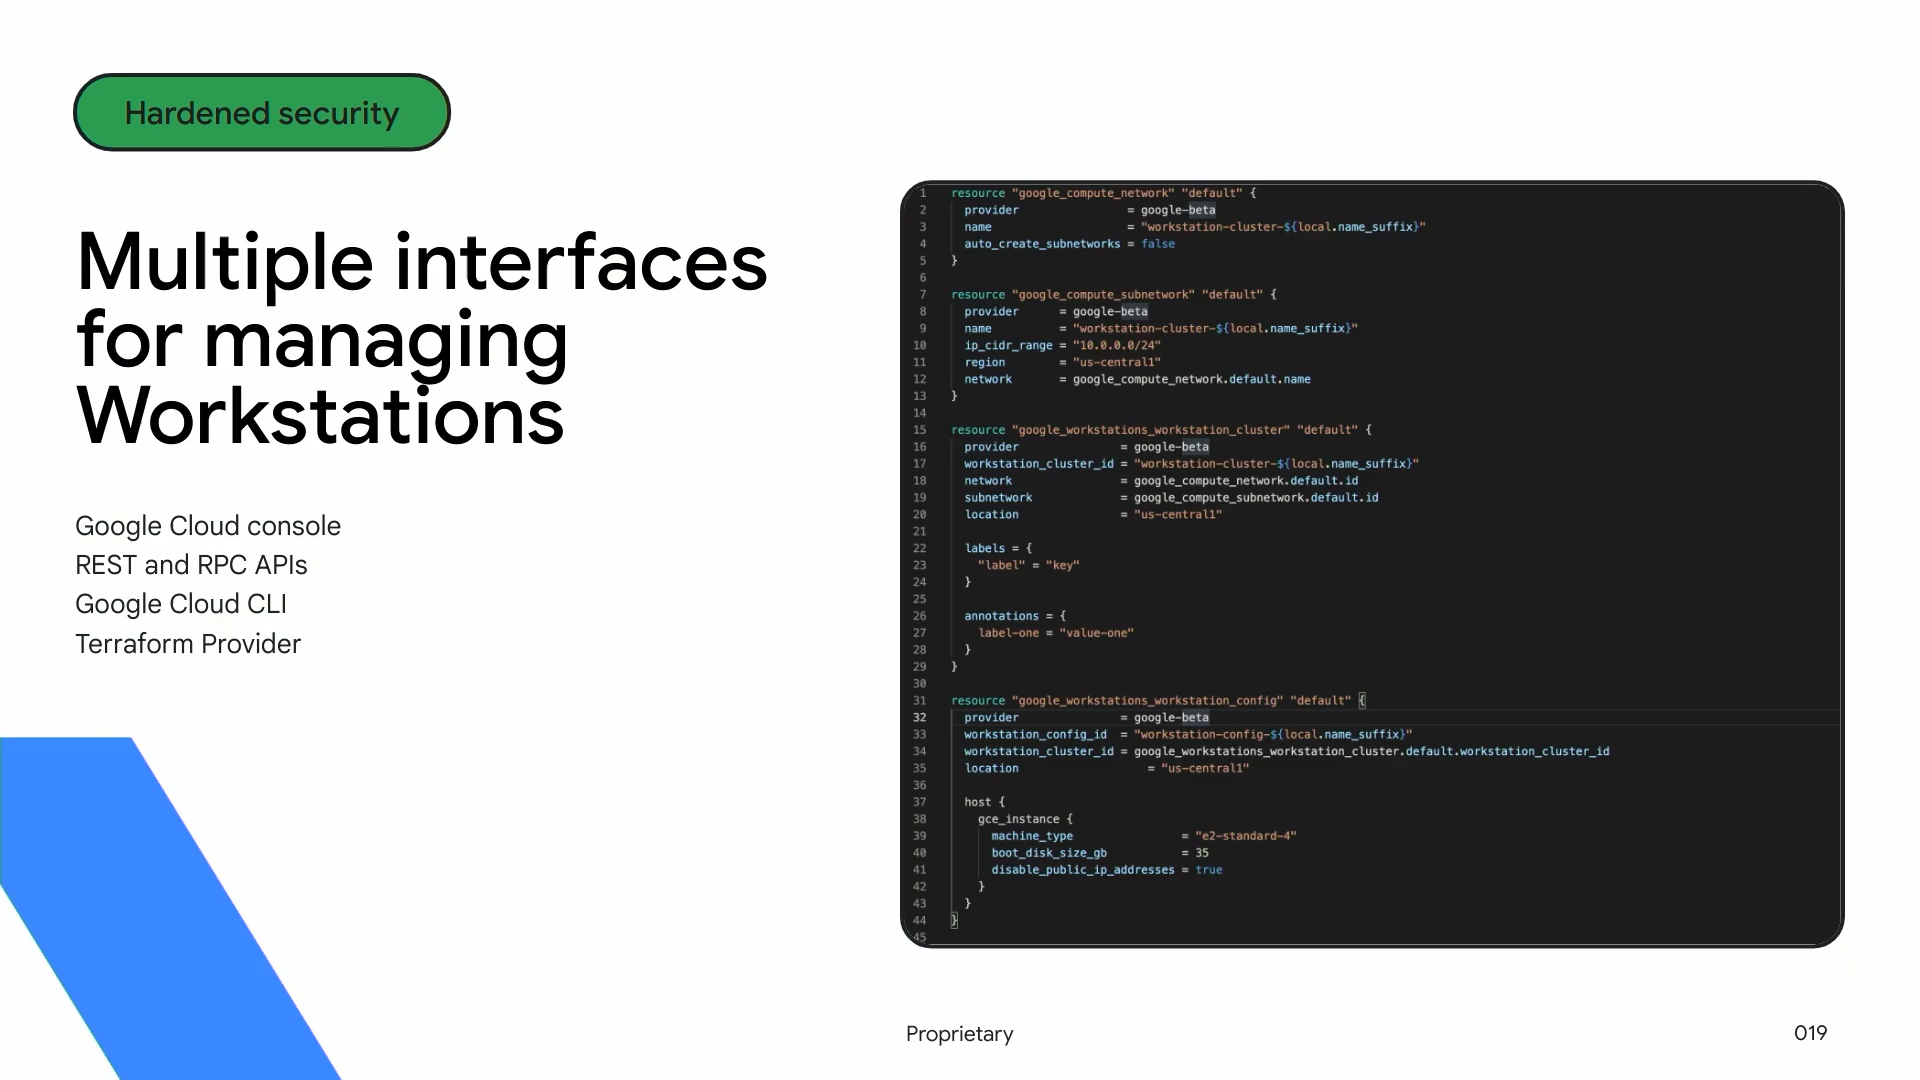 Hardened security
Multiple interfaces
for managing
Workstations
Google Cloud console
REST and RPC APIs
Google Cloud CLI
Terraform Provider
1 resource "google_compute_network" "default" {
2   provider                = google-beta
3   name                    = "workstation-cluster-${local.name_suffix}"
4   auto_create_subnetworks = false
5 }
6
7 resource "google_compute_subnetwork" "default" {
8   provider      = google-beta
9   name          = "workstation-cluster-${local.name_suffix}"
10   ip_cidr_range = "10.0.0.0/24"
11   region        = "us-central1"
12   network       = google_compute_network.default.name
13 }
14
15 resource "google_workstations_workstation_cluster" "default" {
16   provider               = google-beta
17   workstation_cluster_id = "workstation-cluster-${local.name_suffix}"
18   network                = google_compute_network.default.id
19   subnetwork             = google_compute_subnetwork.default.id
20   location               = "us-central1"
21
22   labels = {
23     "label" = "key"
24   }
25
26   annotations = {
27     label-one = "value-one"
28   }
29 }
30
31 resource "google_workstations_workstation_config" "default" {
32   provider               = google-beta
33   workstation_config_id  = "workstation-config-${local.name_suffix}"
34   workstation_cluster_id = google_workstations_workstation_cluster.default.workstation_cluster_id
35   location                   = "us-central1"
36
37   host {
38     gce_instance {
39       machine_type                = "e2-standard-4"
40       boot_disk_size_gb           = 35
41       disable_public_ip_addresses = true
42     }
43   }
44 }
45
Proprietary
019